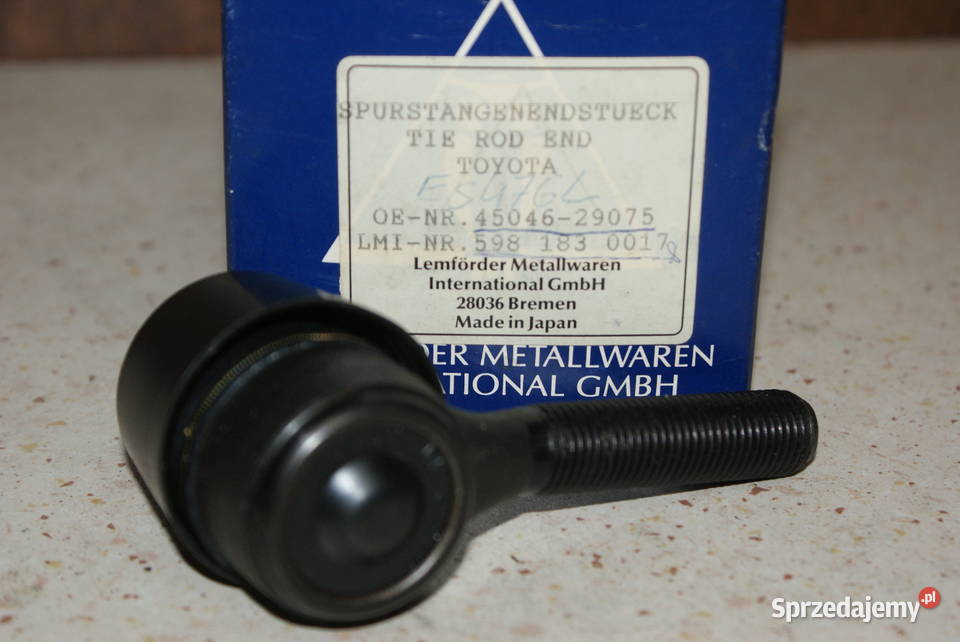 SPURSTANGENENDSTUECK
TIE ROD END
TOYOTA
ES476L
OE-NR.45046-29075
LMI-NR.598 183 0017
Lemförder Metallwaren
International GmbH
28036 Bremen
Made in Japan
DER METALLWAREN
ATIONAL GMBH
Sprzedajemy.pl